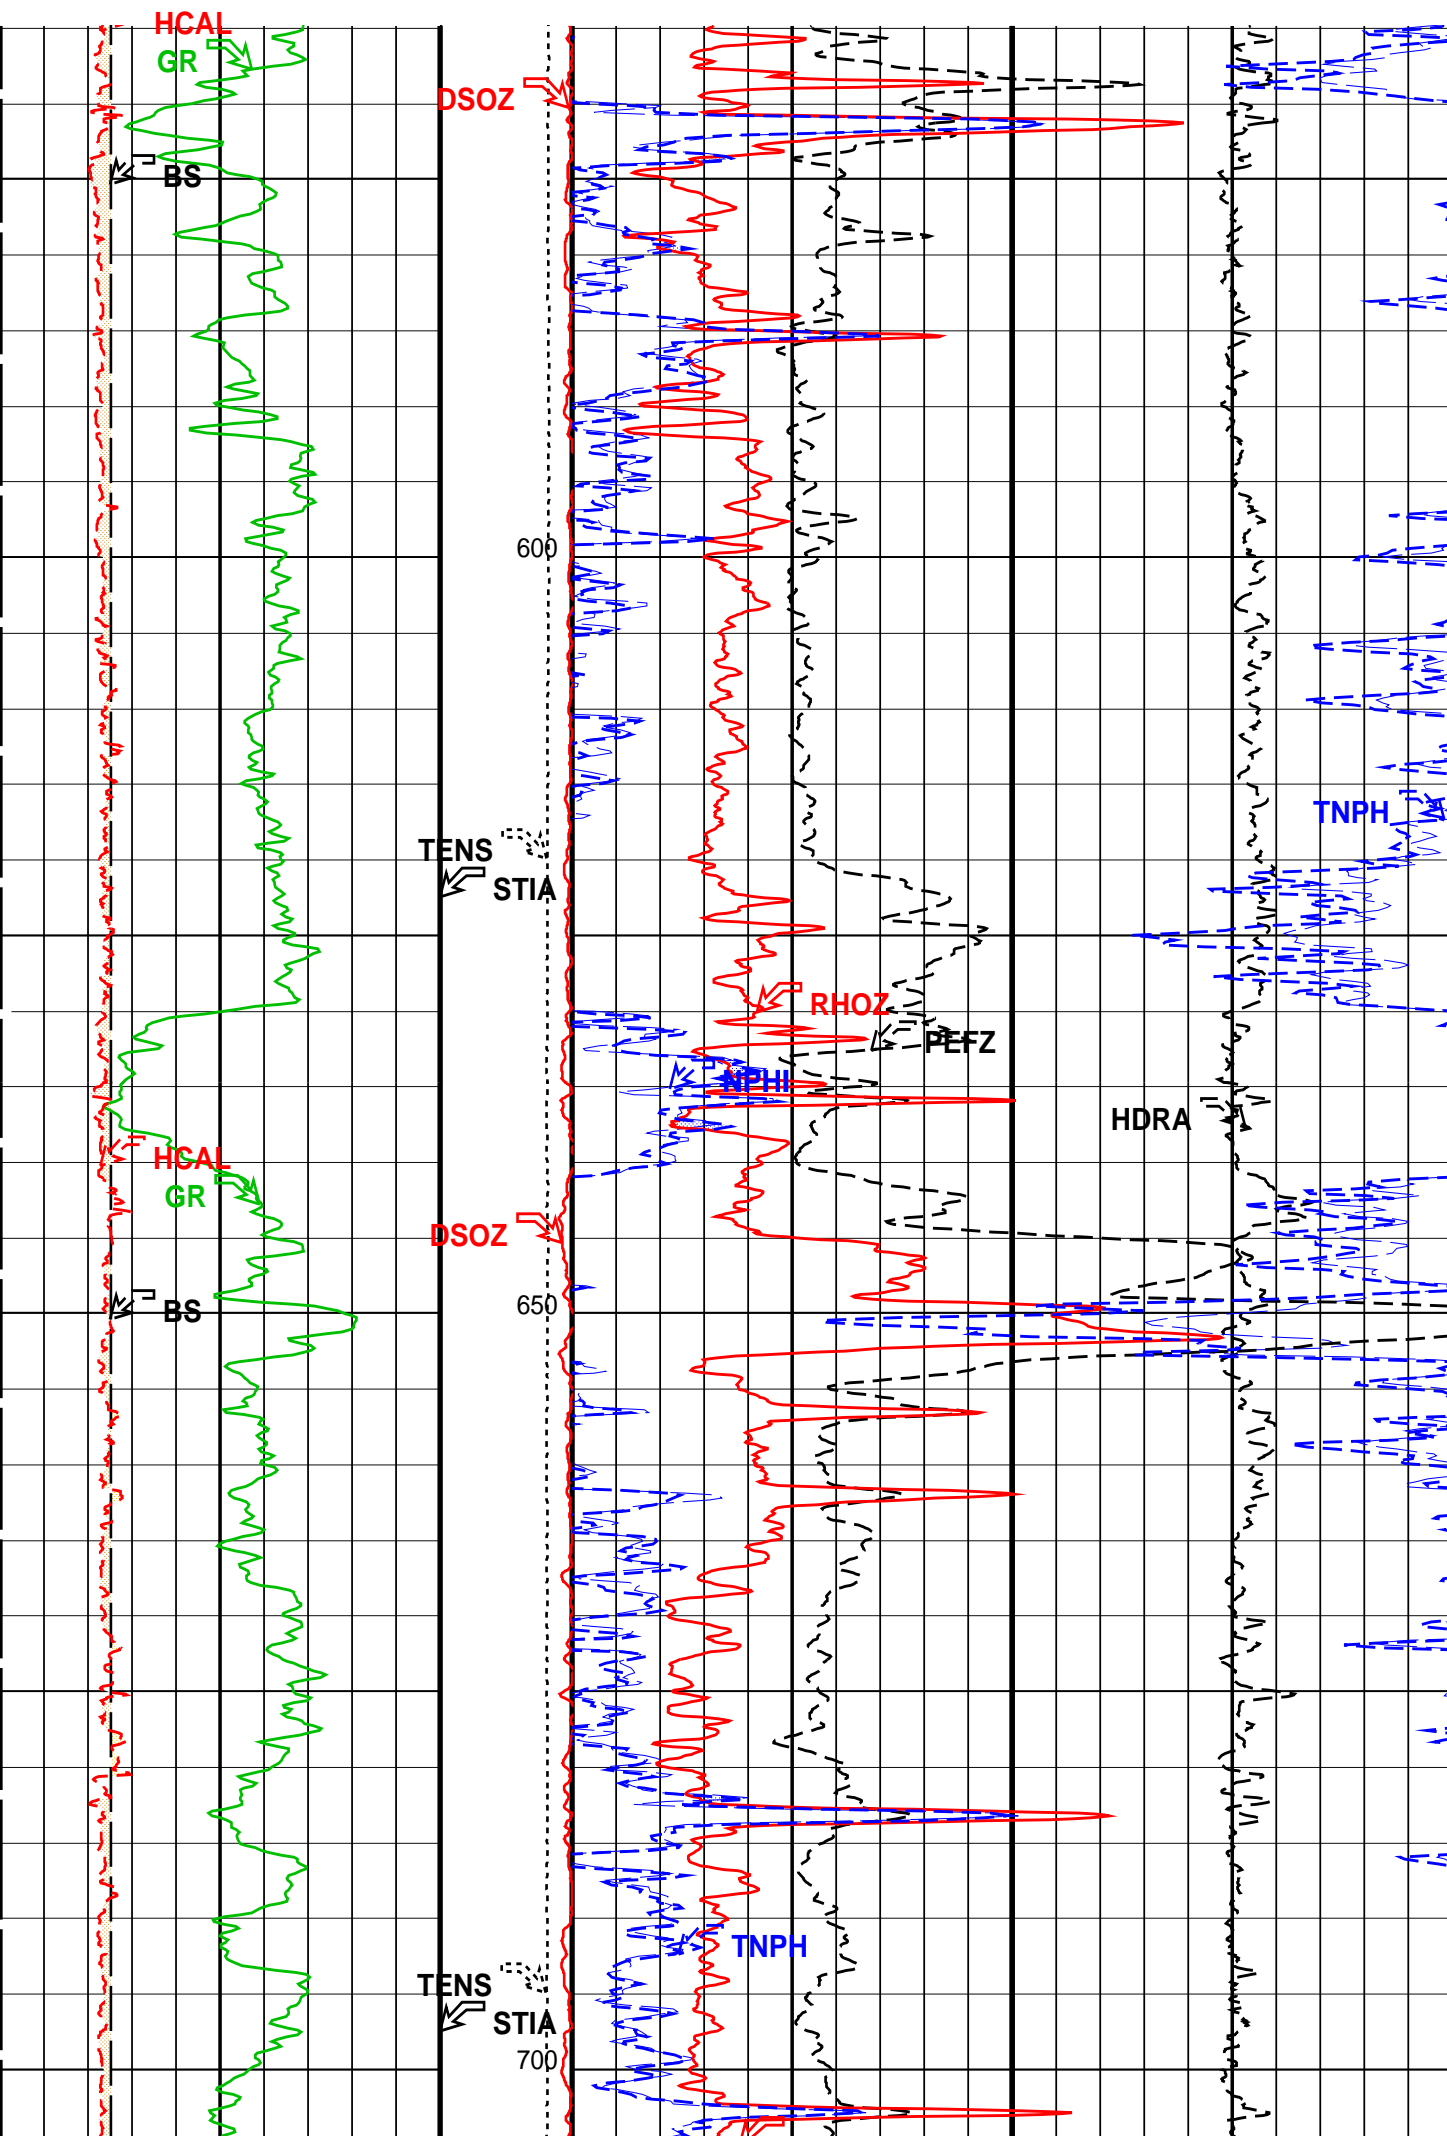 HCAL
GR
DSOZ
BS
600
TNPH
TENS
STIA
RHOZ
PEFZ
NPHI
HDRA
HCAL
GR
DSOZ
BS
650
TNPH
TENS
STIA
700